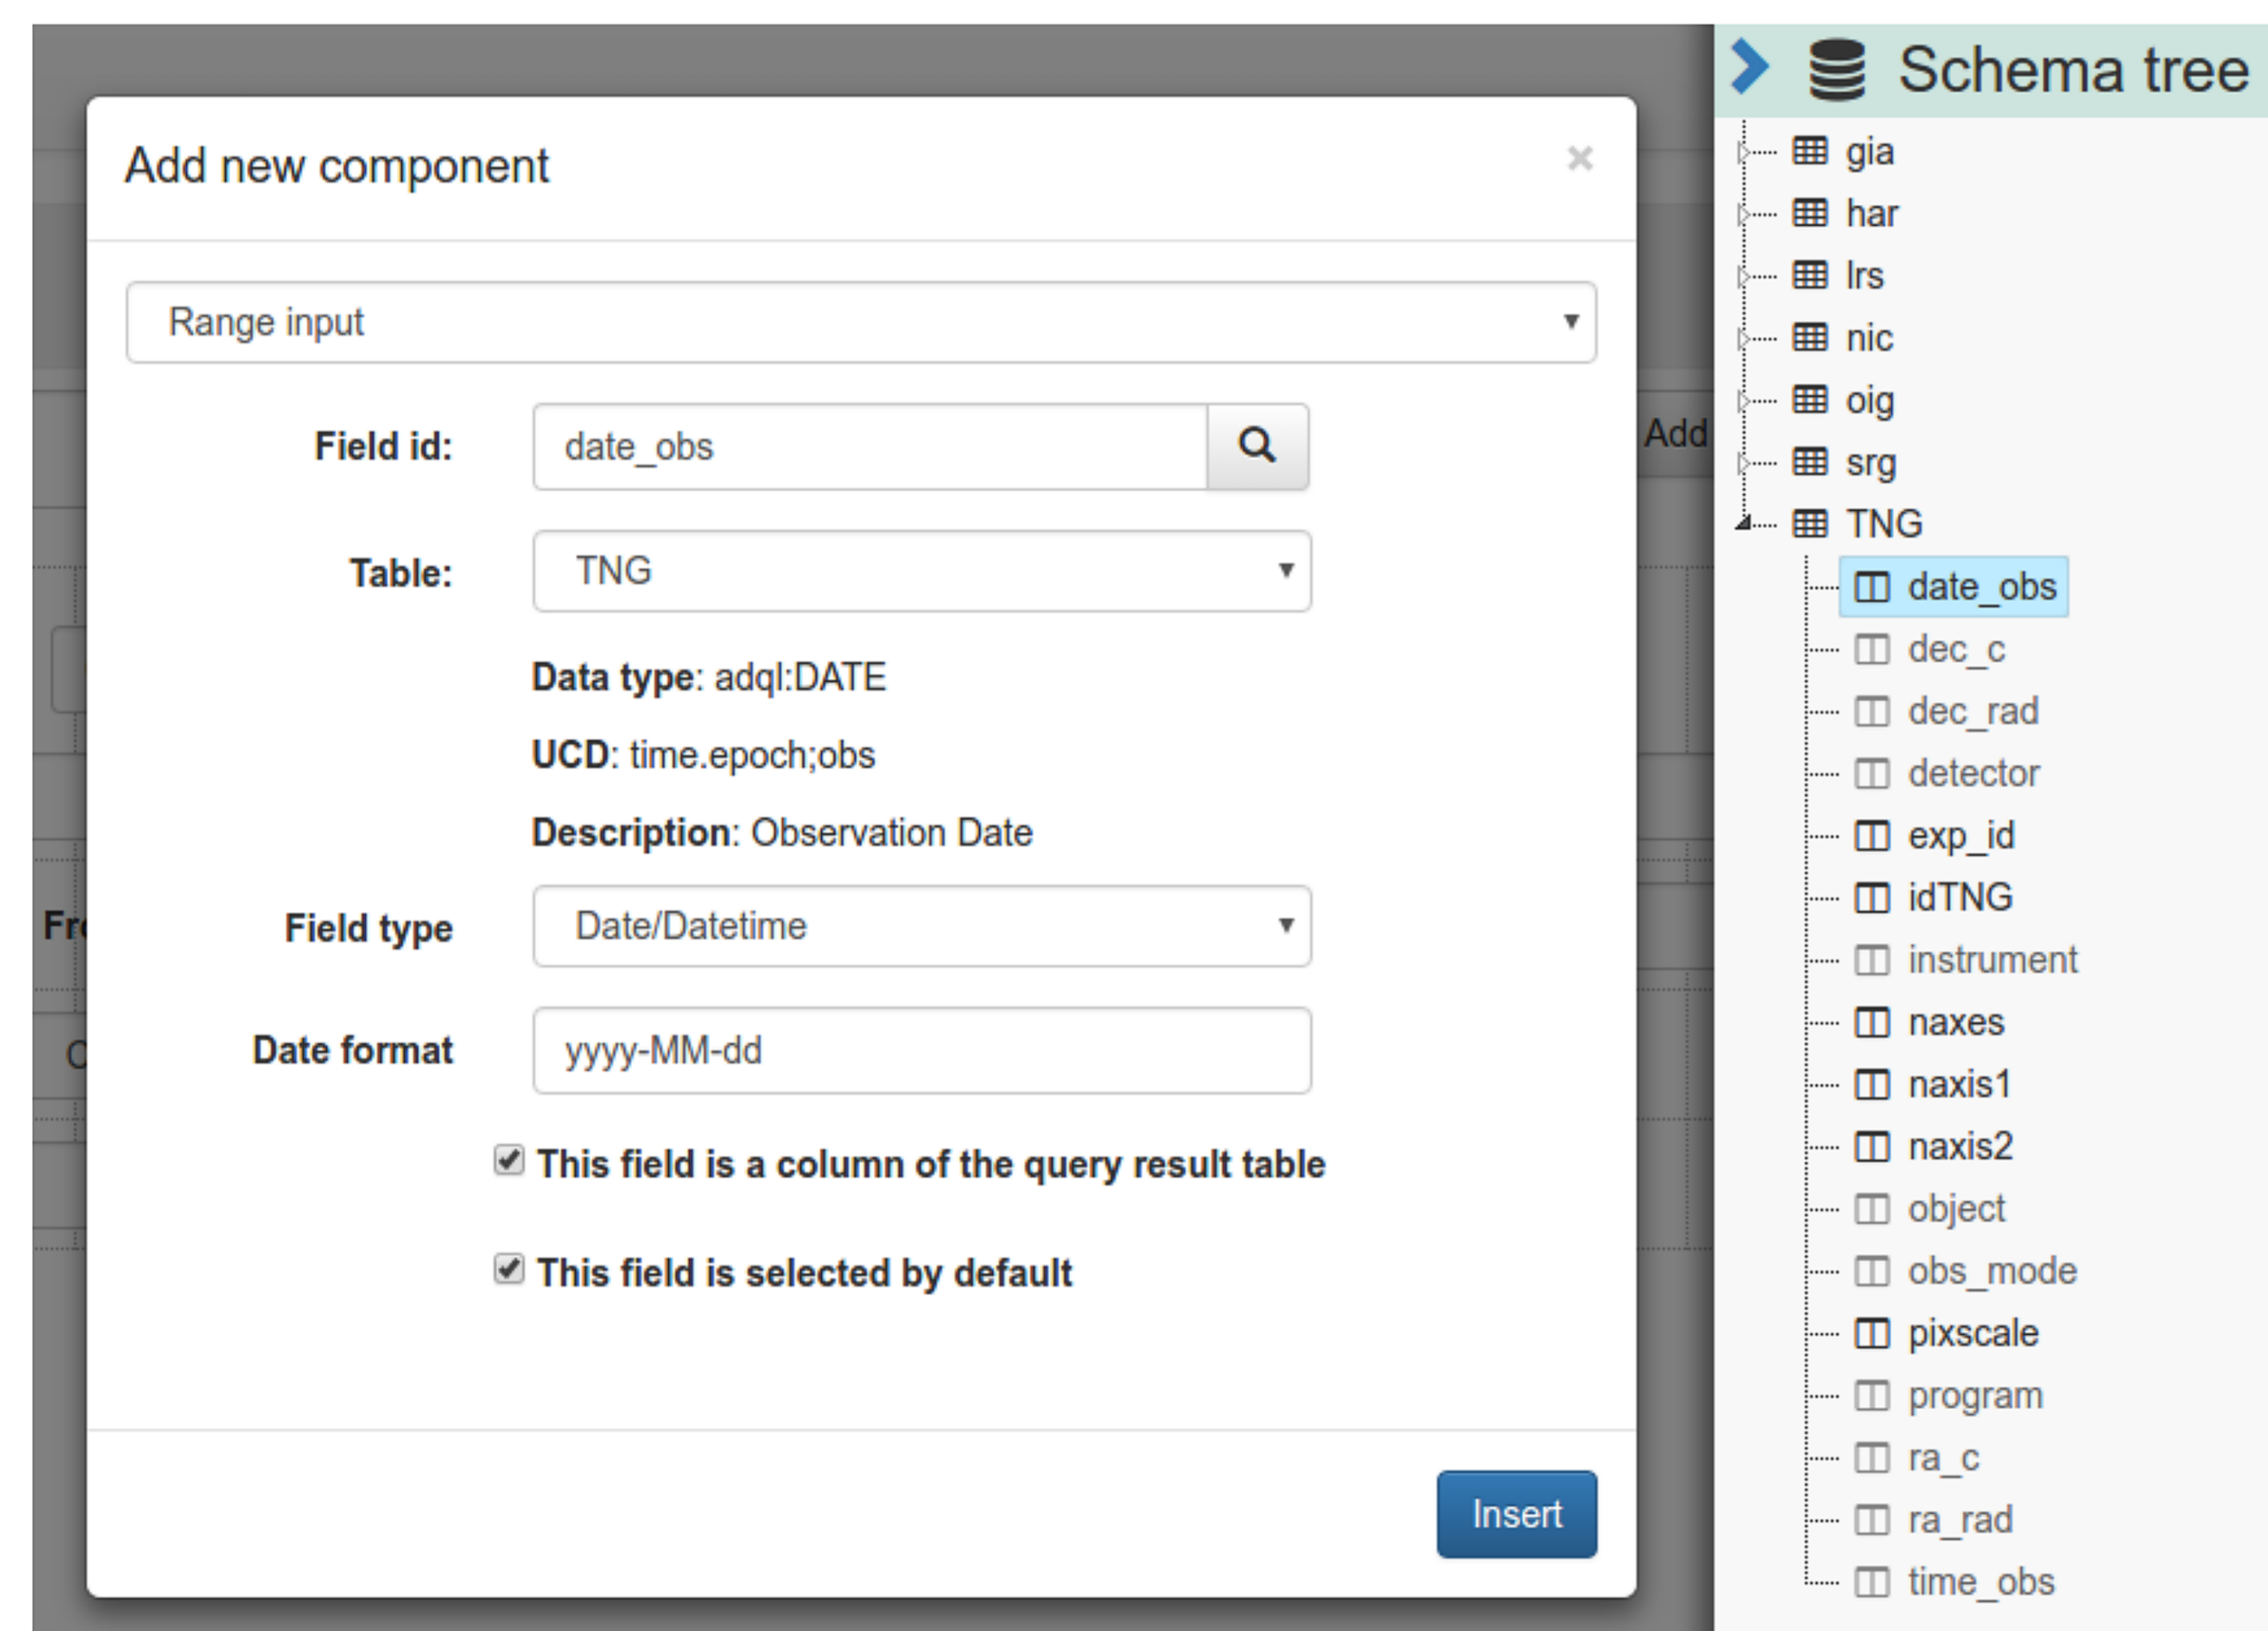 Add new component
×
Range input
Field id: date_obs
Table: TNG
Data type: adql:DATE
UCD: time.epoch;obs
Description: Observation Date
Field type Date/Datetime
Date format yyyy-MM-dd
This field is a column of the query result table
This field is selected by default
Insert
Add
Schema tree
gia
har
lrs
nic
oig
srg
TNG
date_obs
dec_c
dec_rad
detector
exp_id
idTNG
instrument
naxes
naxis1
naxis2
object
obs_mode
pixscale
program
ra_c
ra_rad
time_obs